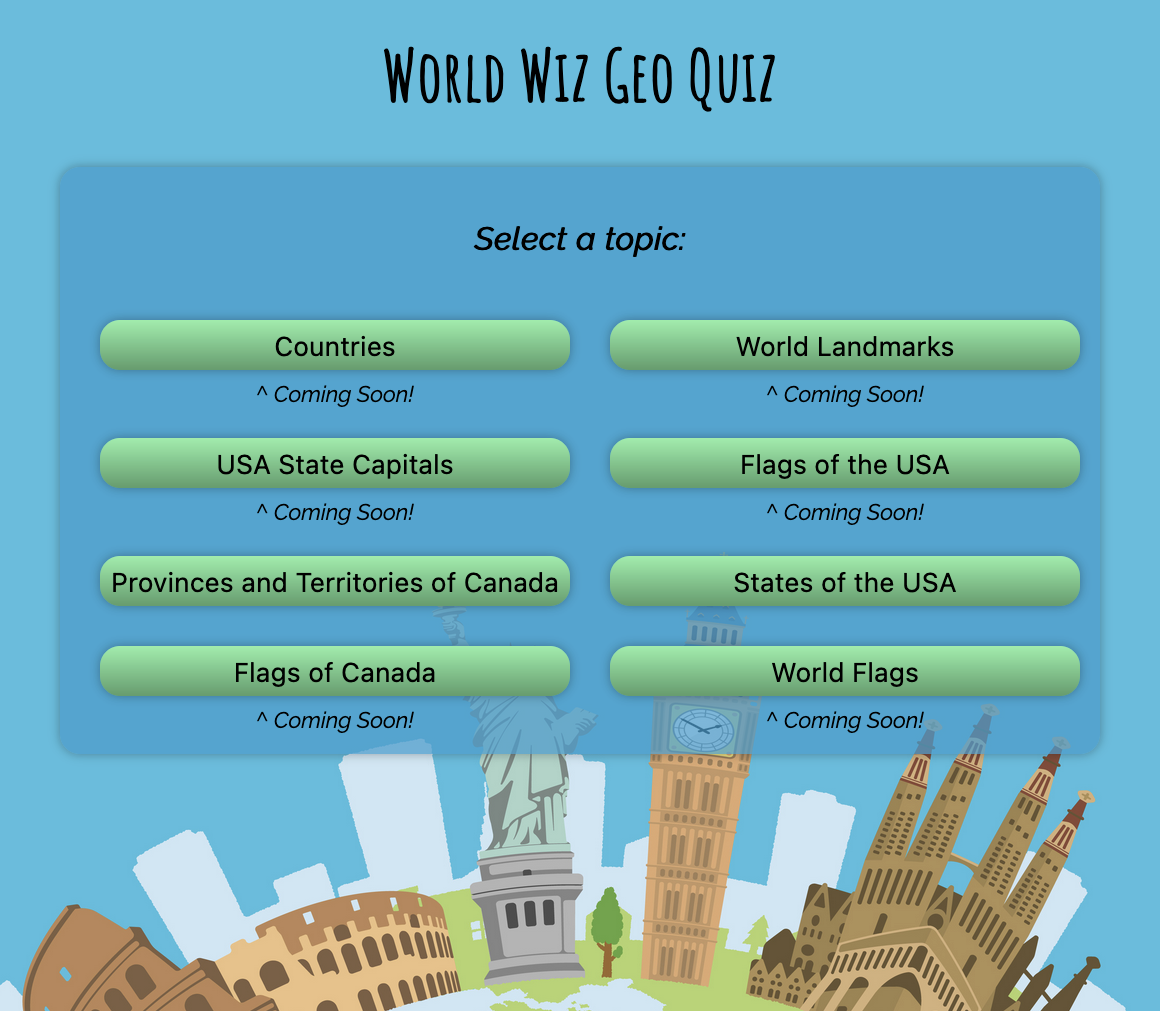 World Wiz Geo Quiz
Select a topic:
Countries
World Landmarks
^ Coming Soon!
^ Coming Soon!
USA State Capitals
Flags of the USA
^ Coming Soon!
^ Coming Soon!
Provinces and Territories of Canada
States of the USA
Flags of Canada
World Flags
^ Coming Soon!
^ Coming Soon!